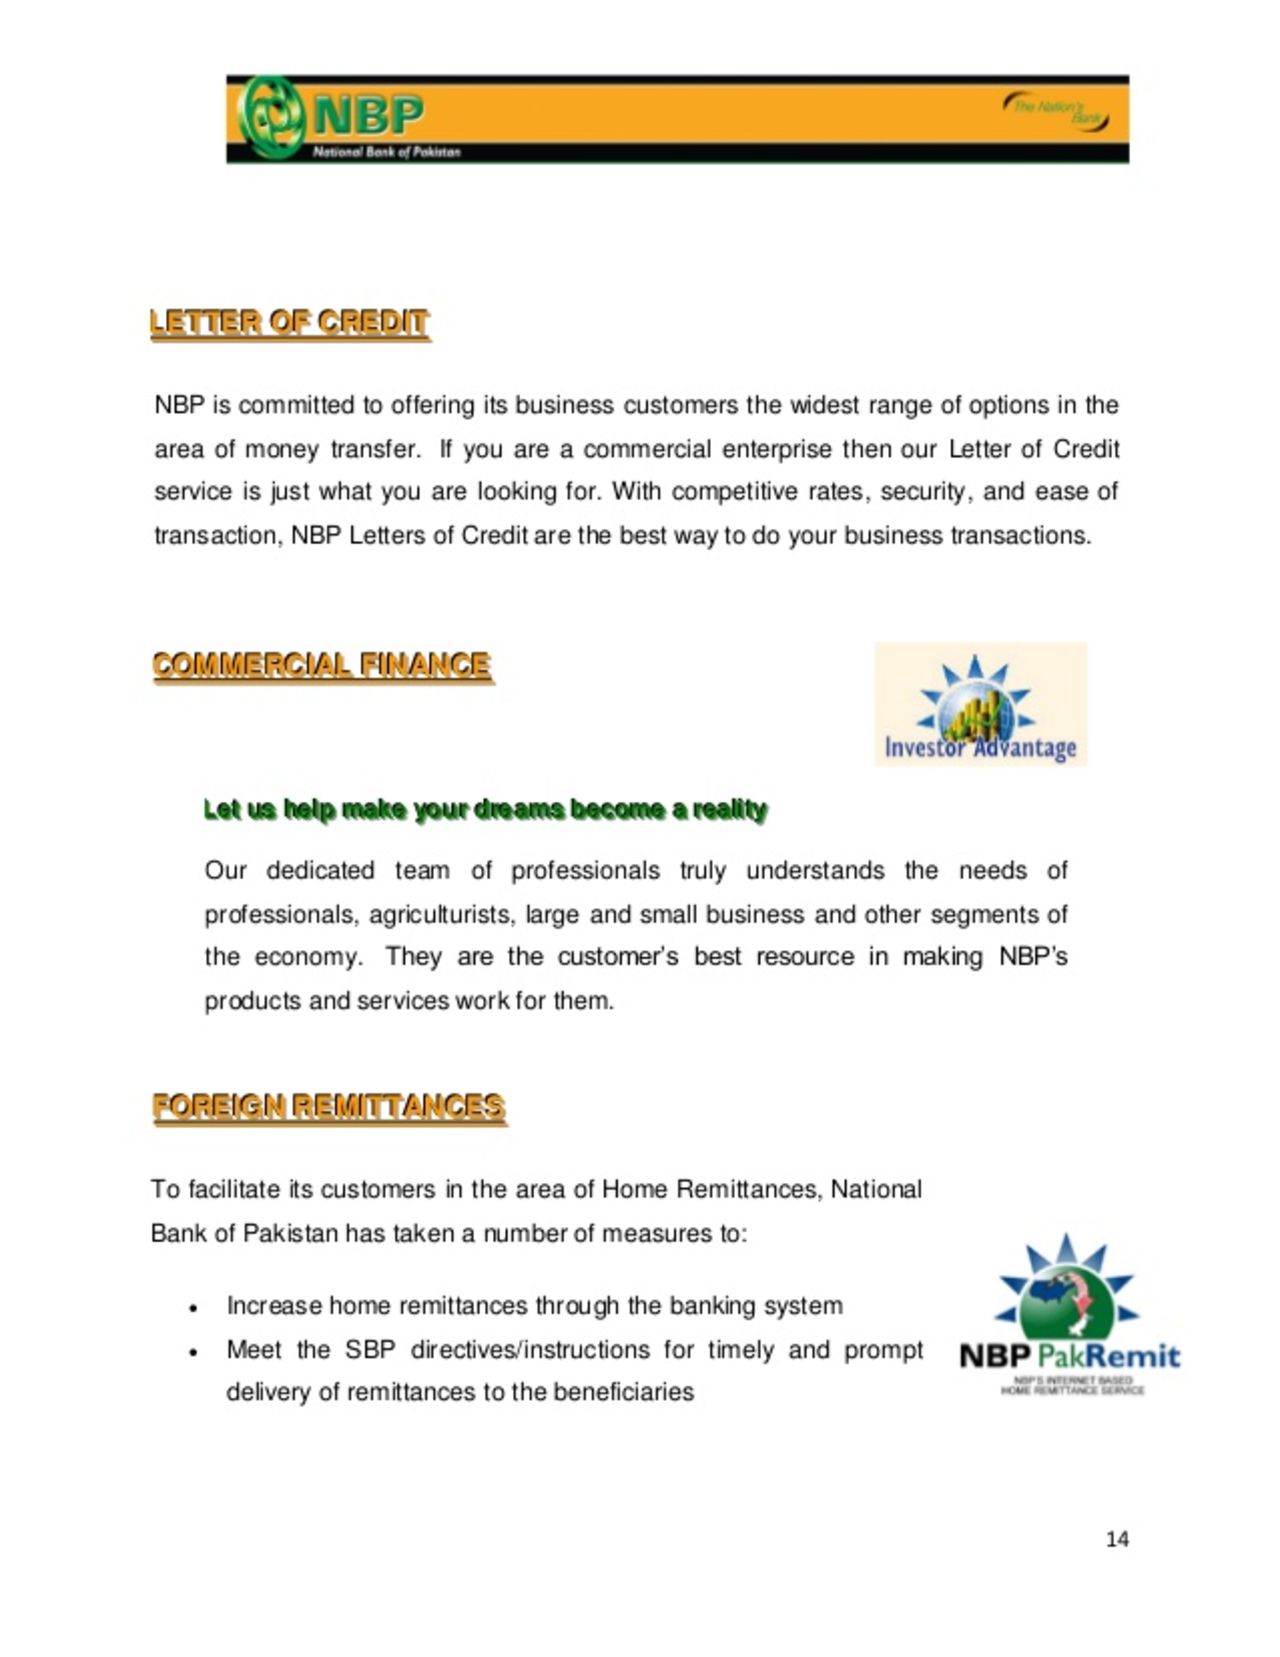 NBP
National Bank of Pakistan
The Nation's
Bank
LETTER OF CREDIT
NBP is committed to offering its business customers the widest range of options in the
area of money transfer. If you are a commercial enterprise then our Letter of Credit
service is just what you are looking for. With competitive rates, security, and ease of
transaction, NBP Letters of Credit are the best way to do your business transactions.
COMMERCIAL FINANCE
Investor Advantage
Let us help make your dreams become a reality
Our dedicated team of professionals truly understands the needs of
professionals, agriculturists, large and small business and other segments of
the economy. They are the customer’s best resource in making NBP’s
products and services work for them.
FOREIGN REMITTANCES
To facilitate its customers in the area of Home Remittances, National
Bank of Pakistan has taken a number of measures to:
• Increase home remittances through the banking system
• Meet the SBP directives/instructions for timely and prompt
delivery of remittances to the beneficiaries
NBP PakRemit
NBP'S INTERNET BASED
HOME REMITTANCE SERVICE
14